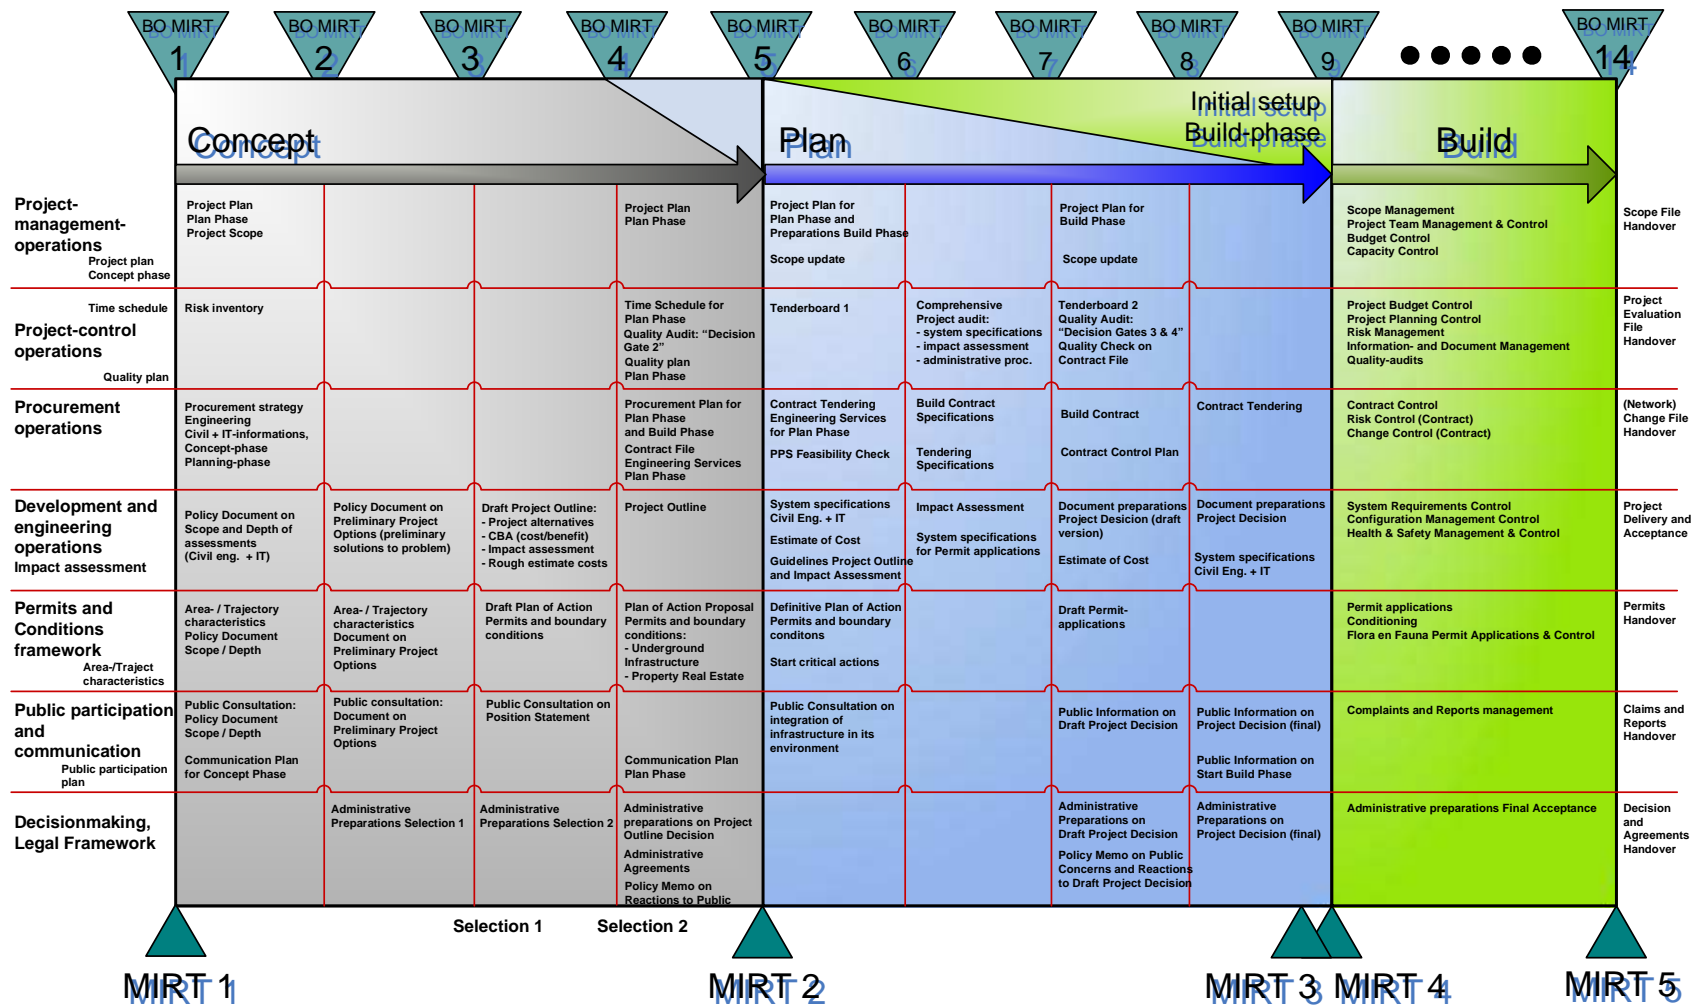 BO MIRT
1
BO MIRT
2
BO MIRT
3
BO MIRT
4
BO MIRT
5
BO MIRT
6
BO MIRT
7
BO MIRT
8
BO MIRT
9
BO MIRT
14
Concept
Plan
Initial setup
Build-phase
Build
Project-
management-
operations
Project plan
Concept phase
Project Plan
Plan Phase
Project Scope
Project Plan
Plan Phase
Project Plan for
Plan Phase and
Preparations Build Phase
Scope update
Project Plan for
Build Phase
Scope update
Scope Management
Project Team Management & Control
Budget Control
Capacity Control
Scope File
Handover
Time schedule
Project-control
operations
Quality plan
Risk inventory
Time Schedule for
Plan Phase
Quality Audit: “Decision
Gate 2”
Quality plan
Plan Phase
Tenderboard 1
Comprehensive
Project audit:
- system specifications
- impact assessment
- administrative proc.
Tenderboard 2
Quality Audit:
“Decision Gates 3 & 4”
Quality Check on
Contract File
Project Budget Control
Project Planning Control
Risk Management
Information- and Document Management
Quality-audits
Project
Evaluation
File
Handover
Procurement
operations
Procurement strategy
Engineering
Civil + IT-informations,
Concept-phase
Planning-phase
Procurement Plan for
Plan Phase
and Build Phase
Contract File
Engineering Services
Plan Phase
Contract Tendering
Engineering Services
for Plan Phase
PPS Feasibility Check
Build Contract
Specifications
Tendering
Specifications
Build Contract
Contract Control Plan
Contract Tendering
Contract Control
Risk Control (Contract)
Change Control (Contract)
(Network)
Change File
Handover
Development and
engineering
operations
Impact assessment
Policy Document on
Scope and Depth of
assessments
(Civil eng. + IT)
Policy Document on
Preliminary Project
Options (preliminary
solutions to problem)
Draft Project Outline:
- Project alternatives
- CBA (cost/benefit)
- Impact assessment
- Rough estimate costs
Project Outline
System specifications
Civil Eng. + IT
Estimate of Cost
Guidelines Project Outline
and Impact Assessment
Impact Assessment
System specifications
for Permit applications
Document preparations
Project Desicion (draft
version)
Estimate of Cost
Document preparations
Project Decision
System specifications
Civil Eng. + IT
System Requirements Control
Configuration Management Control
Health & Safety Management & Control
Project
Delivery and
Acceptance
Permits and
Conditions
framework
Area-/Traject
characteristics
Area- / Trajectory
characteristics
Policy Document
Scope / Depth
Area- / Trajectory
characteristics
Document on
Preliminary Project
Options
Draft Plan of Action
Permits and boundary
conditions
Plan of Action Proposal
Permits and boundary
conditions:
- Underground
Infrastructure
- Property Real Estate
Definitive Plan of Action
Permits and boundary
conditons
Start critical actions
Draft Permit-
applications
Permit applications
Conditioning
Flora en Fauna Permit Applications & Control
Permits
Handover
Public participation
and
communication
Public participation
plan
Public Consultation:
Policy Document
Scope / Depth
Communication Plan
for Concept Phase
Public consultation:
Document on
Preliminary Project
Options
Public Consultation on
Position Statement
Communication Plan
Plan Phase
Public Consultation on
integration of
infrastructure in its
environment
Public Information on
Draft Project Decision
Public Information on
Project Decision (final)
Public Information on
Start Build Phase
Complaints and Reports management
Claims and
Reports
Handover
Decisionmaking,
Legal Framework
Administrative
Preparations Selection 1
Administrative
Preparations Selection 2
Administrative
preparations on Project
Outline Decision
Administrative
Agreements
Policy Memo on
Reactions to Public
Administrative
Preparations on
Draft Project Decision
Policy Memo on Public
Concerns and Reactions
to Draft Project Decision
Administrative
Preparations on
Project Decision (final)
Administrative preparations Final Acceptance
Decision
and
Agreements
Handover
Selection 1
Selection 2
MIRT 1
MIRT 2
MIRT 3
MIRT 4
MIRT 5